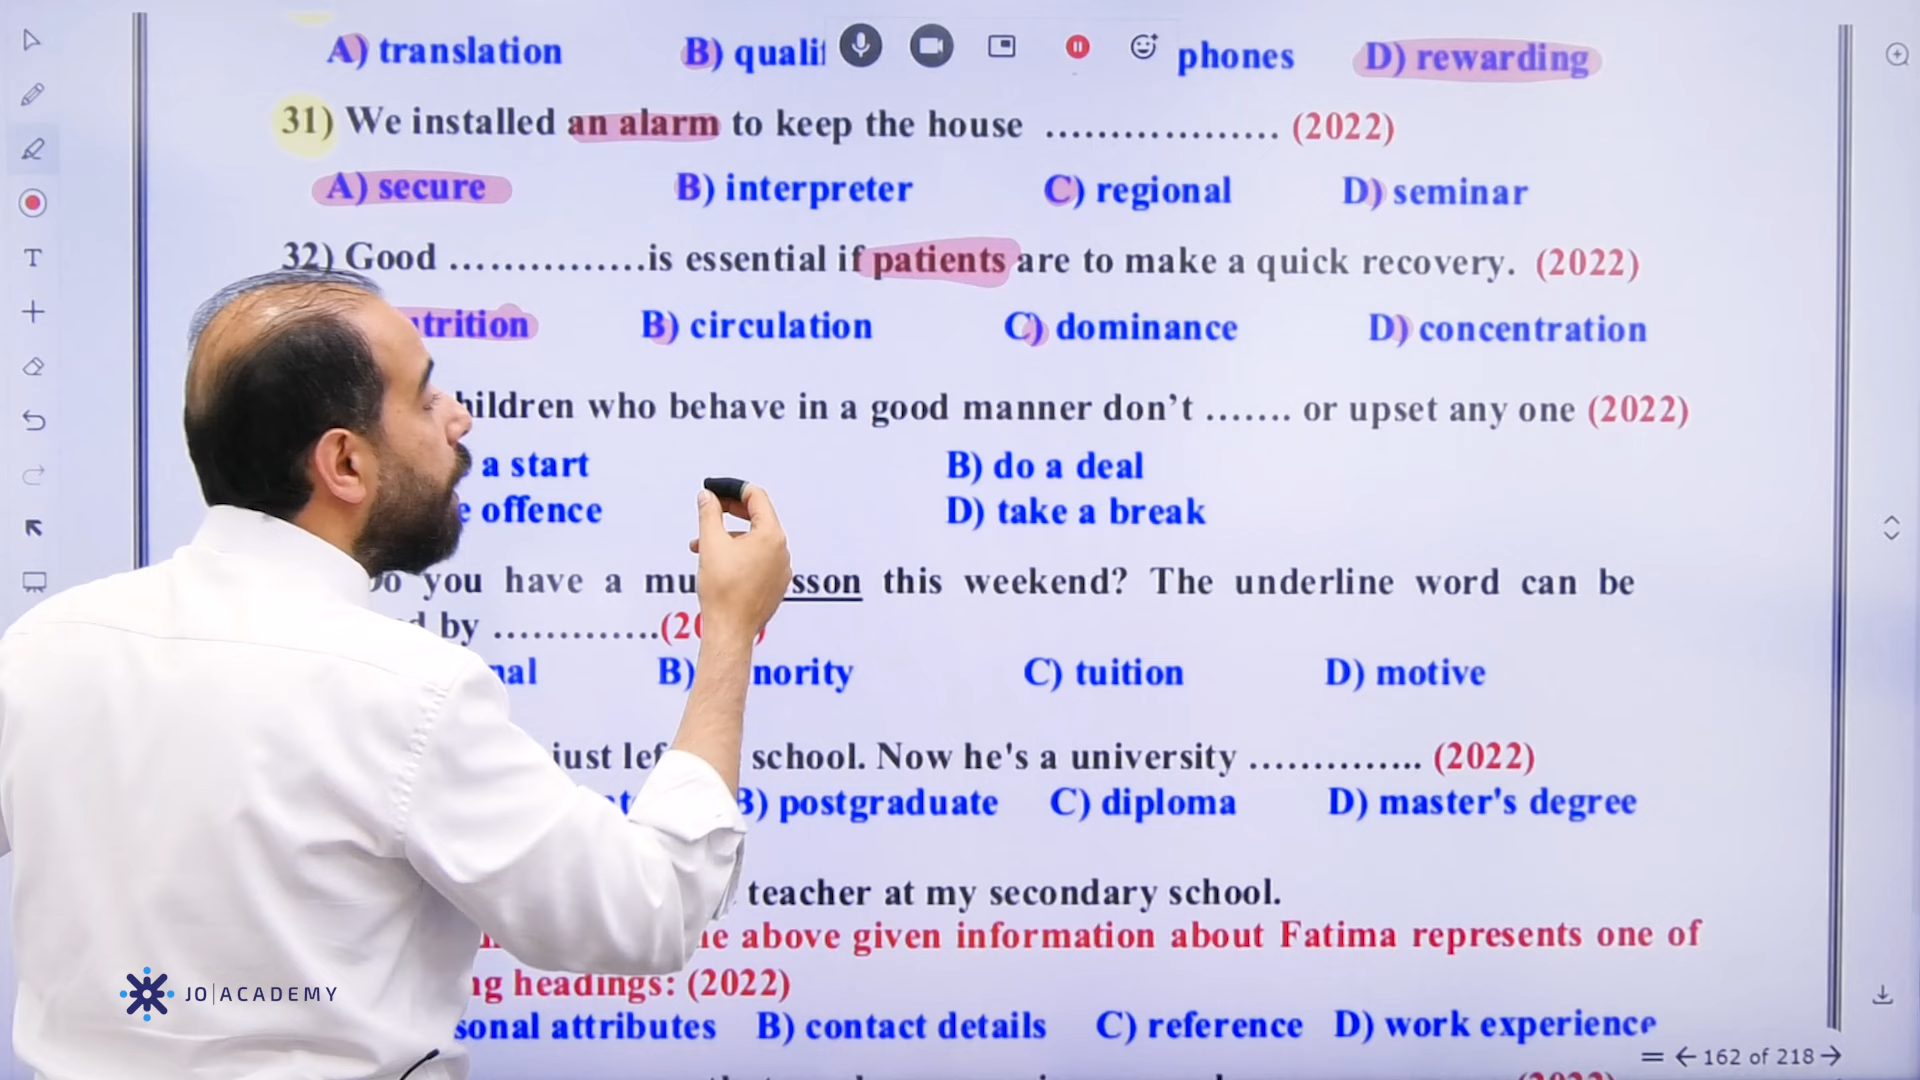 A) translation B) qualif phones D) rewarding
31) We installed an alarm to keep the house .................. (2022)
A) secure B) interpreter C) regional D) seminar
32) Good ...............is essential if patients are to make a quick recovery. (2022)
trition B) circulation C) dominance D) concentration
hildren who behave in a good manner don't ....... or upset any one (2022)
a start B) do a deal
e offence D) take a break
you have a mu sson this weekend? The underline word can be
by .............(20
nal B) nority C) tuition D) motive
just lef school. Now he's a university .............. (2022)
B) postgraduate C) diploma D) master's degree
teacher at my secondary school.
above given information about Fatima represents one of
ng headings: (2022)
sonal attributes B) contact details C) reference D) work experience
JO|ACADEMY
162 of 218